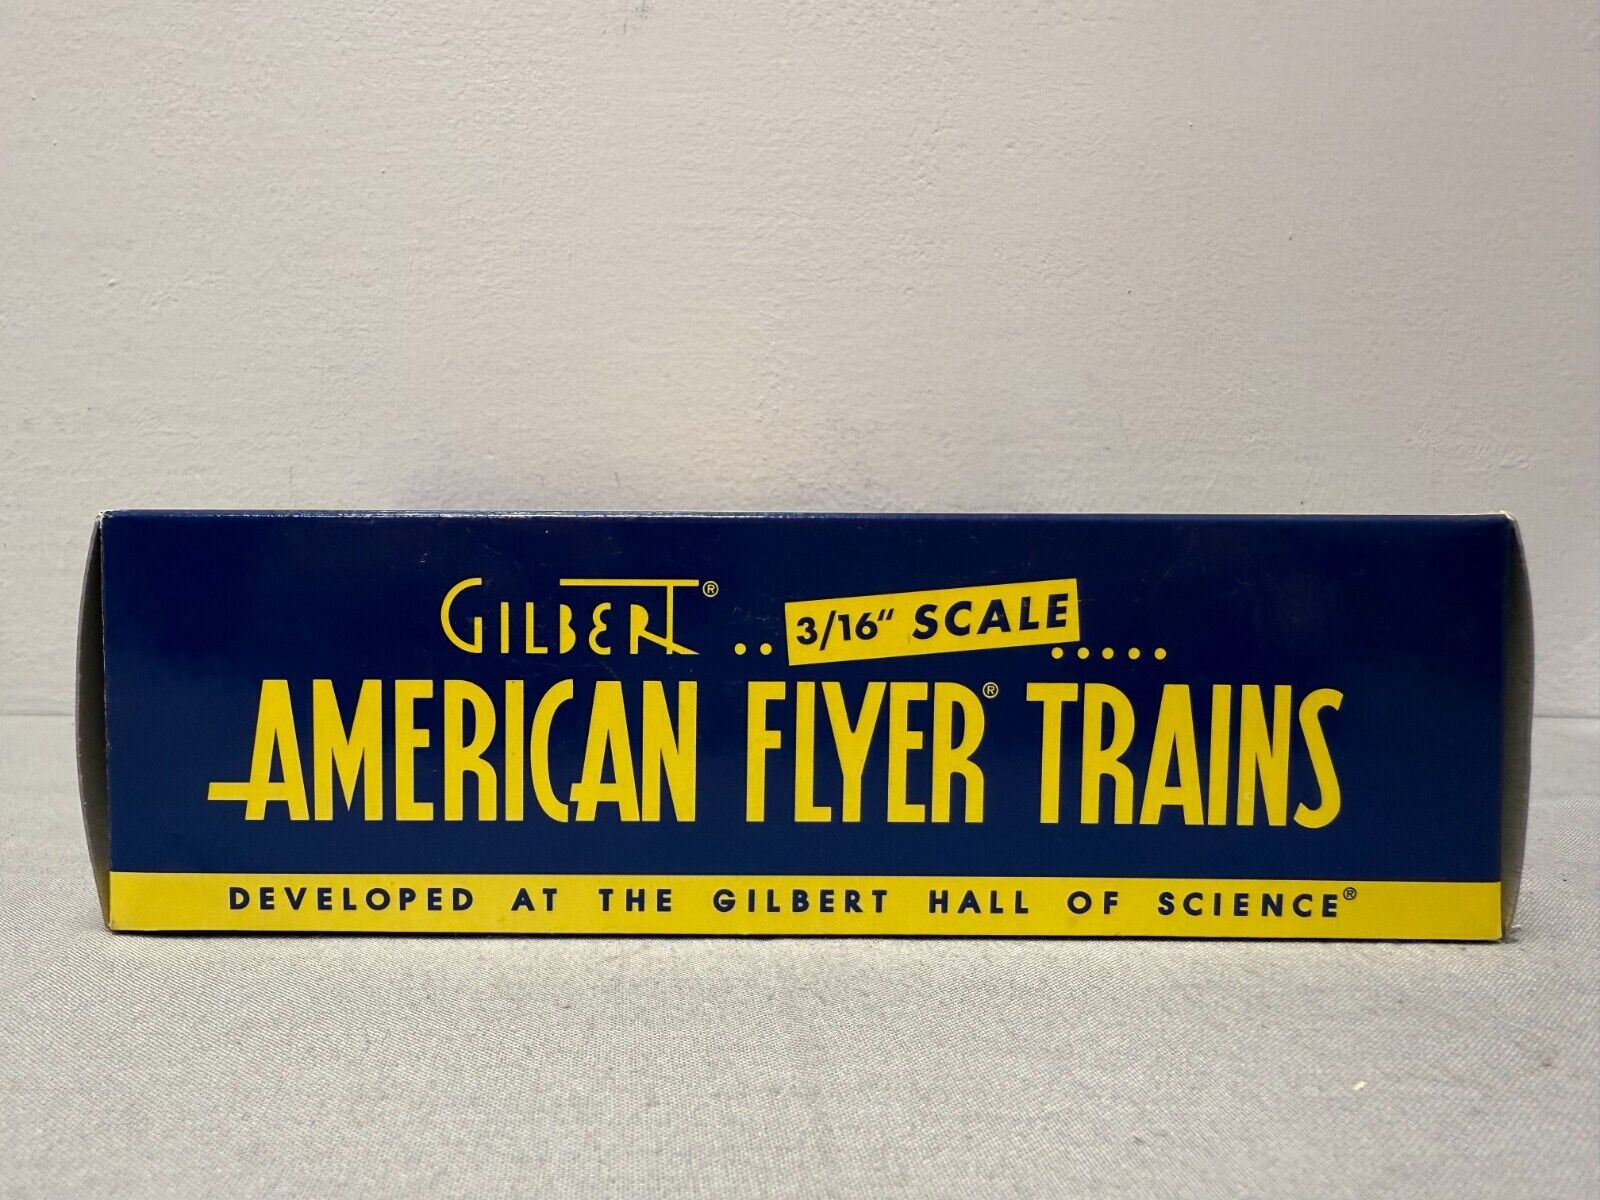 GILBERT® .. 3/16" SCALE .....
AMERICAN FLYER® TRAINS
DEVELOPED AT THE GILBERT HALL OF SCIENCE®